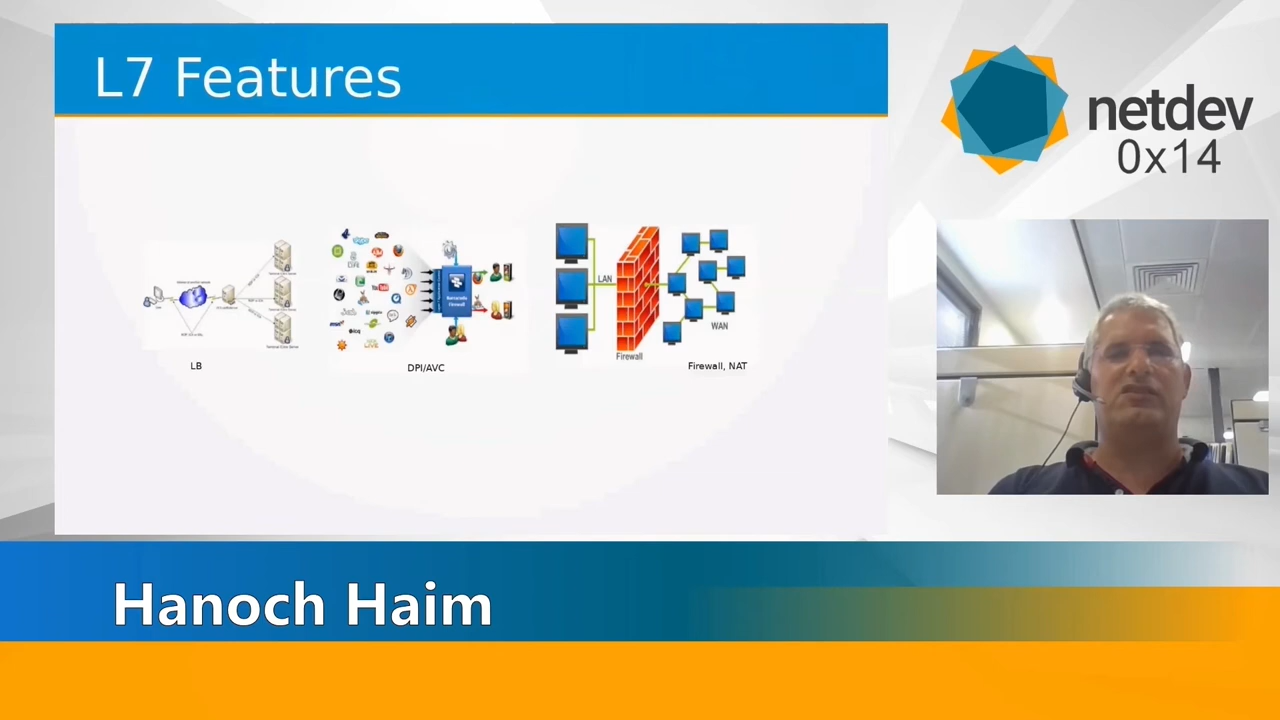 L7 Features
netdev
0x14
LAN
WAN
Firewall
LB
DPI/AVC
Firewall, NAT
Hanoch Haim